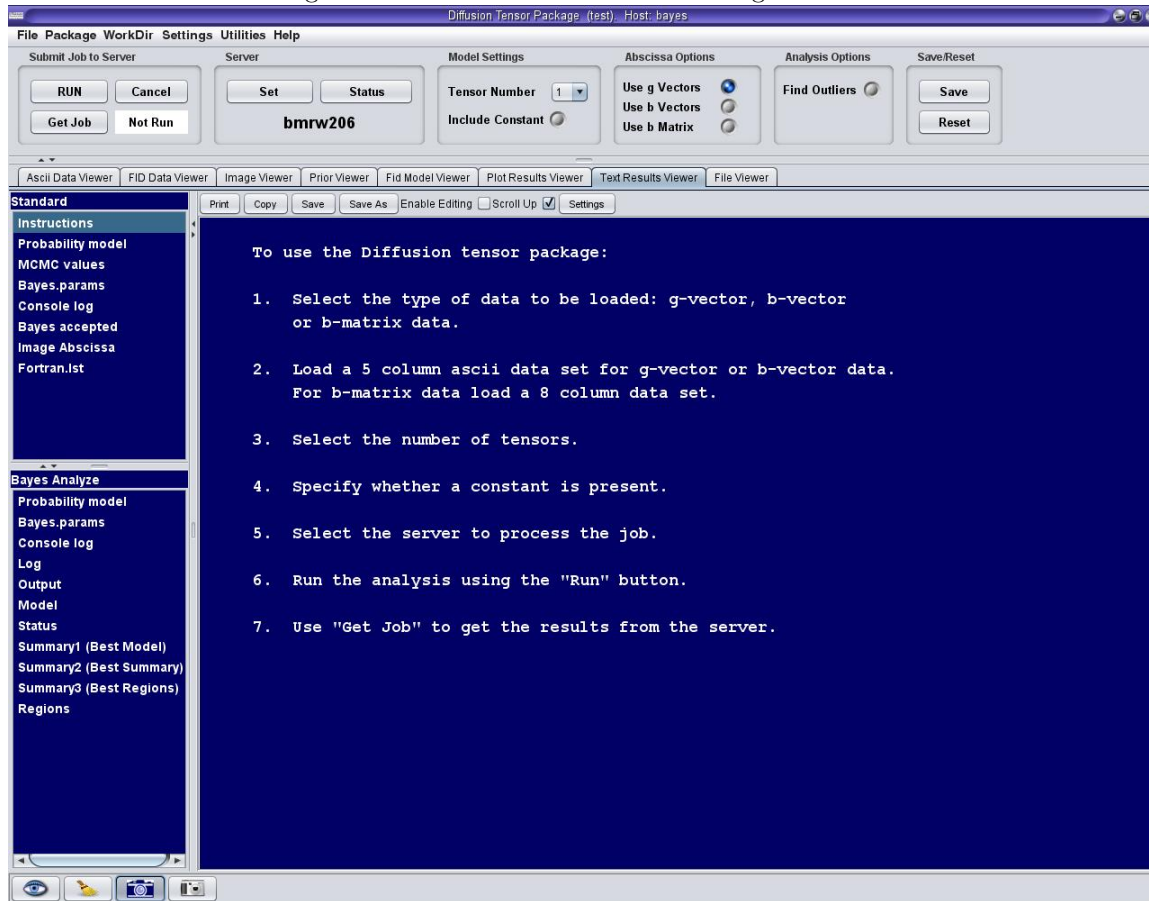 Diffusion Tensor Package (test), Host: bayes
File Package WorkDir Settings Utilities Help
Submit Job to Server Server Model Settings Abscissa Options Analysis Options Save/Reset
RUN Cancel Set Status Tensor Number 1 Use g Vectors Find Outliers Save
Use b Vectors
Get Job Not Run bmrw206 Include Constant Use b Matrix Reset
Ascii Data Viewer FID Data Viewer Image Viewer Prior Viewer Fid Model Viewer Plot Results Viewer Text Results Viewer File Viewer
Standard
Print Copy Save Save As Enable Editing Scroll Up Settings
Instructions
Probability model
MCMC values
Bayes.params
Console log
Bayes accepted
Image Abscissa
Fortran.lst
Bayes Analyze
Probability model
Bayes.params
Console log
Log
Output
Model
Status
Summary1 (Best Model)
Summary2 (Best Summary)
Summary3 (Best Regions)
Regions
To use the Diffusion tensor package:
1. Select the type of data to be loaded: g-vector, b-vector
or b-matrix data.
2. Load a 5 column ascii data set for g-vector or b-vector data.
For b-matrix data load a 8 column data set.
3. Select the number of tensors.
4. Specify whether a constant is present.
5. Select the server to process the job.
6. Run the analysis using the "Run" button.
7. Use "Get Job" to get the results from the server.